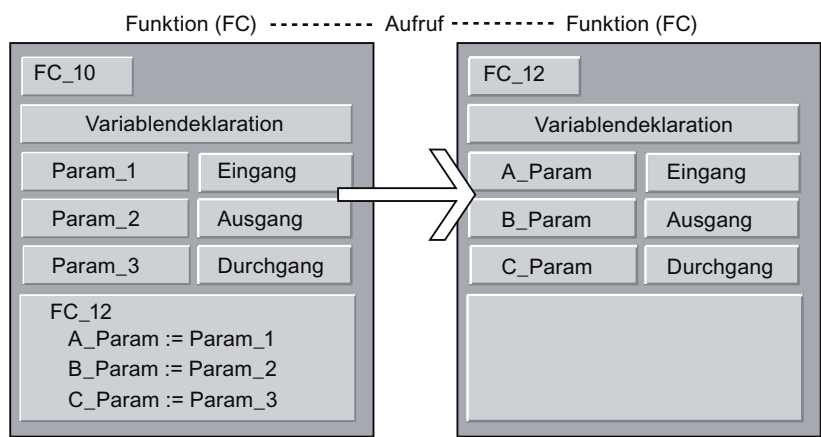 Funktion (FC) ----------- Aufruf ----------- Funktion (FC)
FC_10
Variablendeklaration
Param_1 Eingang
Param_2 Ausgang
Param_3 Durchgang
FC_12
A_Param := Param_1
B_Param := Param_2
C_Param := Param_3
FC_12
Variablendeklaration
A_Param Eingang
B_Param Ausgang
C_Param Durchgang